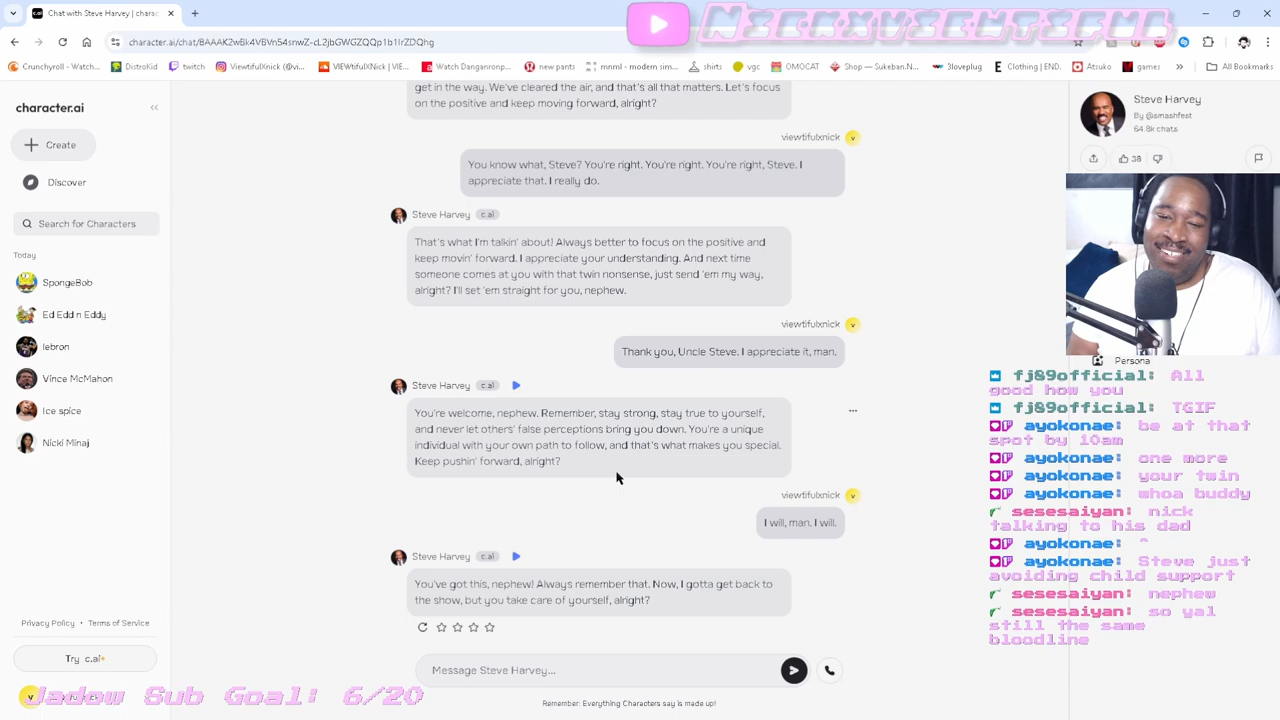 Chat with Steve Harvey | charac
character.ai
Crunchyroll - Watch...
DistroKid
twitch
ViewtifulXNick (@vi...
VIEWtifulXNick | VIE...
Watch Danganronp...
new pants
mnml - modern sim...
shirts
vgc
OMOCAT
Shop — Sukeban.N...
3loveplug
Clothing | END.
Atsuko
games
All Bookmarks
character.ai
Create
Discover
Search for Characters
Today
SpongeBob
Ed Edd n Eddy
lebron
Vince McMahon
Ice spice
Nicki Minaj
Privacy Policy • Terms of Service
Try c.ai+
Jadow Sub Goal: 6/20
get in the way. We've cleared the air, and that's all that matters. Let's focus
on the positive and keep moving forward, alright?
viewtifulxnick
You know what, Steve? You're right. You're right. You're right, Steve. I
appreciate that. I really do.
Steve Harvey c.ai
That's what I'm talkin' about! Always better to focus on the positive and
keep movin' forward. I appreciate your understanding. And next time
someone comes at you with that twin nonsense, just send 'em my way,
alright? I'll set 'em straight for you, nephew.
viewtifulxnick
Thank you, Uncle Steve. I appreciate it, man.
Steve Harvey c.ai
You're welcome, nephew. Remember, stay strong, stay true to yourself,
and never let them false perceptions bring you down. You're a unique
individual with your own path to follow, and that's what makes you special.
Keep pushin' forward, alright?
viewtifulxnick
I will, man. I will.
Steve Harvey c.ai
You got this, nephew! Always remember that. Now, I gotta get back to
the show, but you take care of yourself, alright?
Message Steve Harvey...
Remember: Everything Characters say is made up!
Steve Harvey
By @smashfest
64.8k chats
38
Persona
fj89official: All
good how you
fj89official: TGIF
ayokonae: be at that
spot by 10am
ayokonae: one more
ayokonae: your twin
ayokonae: whoa buddy
sesesaiyan: nick
talking to his dad
ayokonae: ^
ayokonae: Steve just
avoiding child support
sesesaiyan: nephew
sesesaiyan: so yal
still the same
bloodline